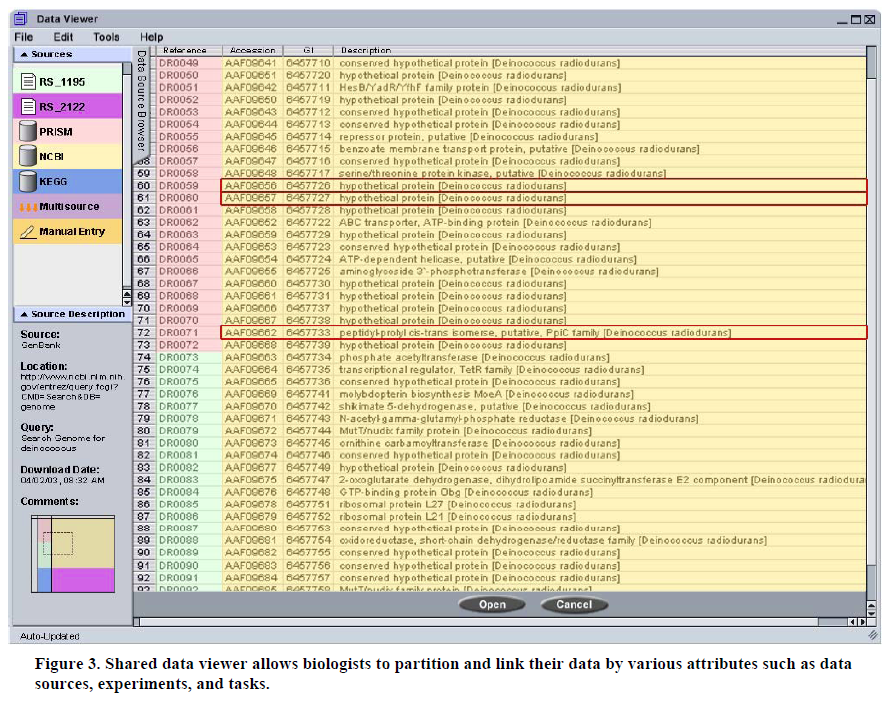 Data Viewer
File Edit Tools Help
Sources
RS_1195
RS_2122
PRISM
NCBI
KEGG
Multisource
Manual Entry
Source Description
Source:
GenBank
Location:
http://www.ncbi.nlm.nih
.gov/entrez/query.fcgi?
CMD=Search&DB=
genome
Query:
Search Genome for
deinococcus
Download Date:
04/02/03, 08:32 AM
Comments:
Data Source Browser
Reference Accession GI Description
DR0049 AAF09641 6457710 conserved hypothetical protein [Deinococcus radiodurans]
DR0050 AAF09651 6457720 hypothetical protein [Deinococcus radiodurans]
DR0051 AAF09642 6457711 HesB/YadR/YfhF family protein [Deinococcus radiodurans]
DR0052 AAF09650 6457719 hypothetical protein [Deinococcus radiodurans]
DR0053 AAF09643 6457712 conserved hypothetical protein [Deinococcus radiodurans]
DR0054 AAF09644 6457713 conserved hypothetical protein [Deinococcus radiodurans]
DR0055 AAF09645 6457714 repressor protein, putative [Deinococcus radiodurans]
DR0056 AAF09646 6457715 benzoate membrane transport protein, putative [Deinococcus radiodurans]
58 DR0057 AAF09647 6457716 conserved hypothetical protein [Deinococcus radiodurans]
59 DR0058 AAF09648 6457717 serine/threonine protein kinase, putative [Deinococcus radiodurans]
60 DR0059 AAF09656 6457726 hypothetical protein [Deinococcus radiodurans]
61 DR0060 AAF09657 6457727 hypothetical protein [Deinococcus radiodurans]
62 DR0061 AAF09658 6457728 hypothetical protein [Deinococcus radiodurans]
63 DR0062 AAF09652 6457722 ABC transporter, ATP-binding protein [Deinococcus radiodurans]
64 DR0063 AAF09659 6457729 hypothetical protein [Deinococcus radiodurans]
65 DR0064 AAF09653 6457723 conserved hypothetical protein [Deinococcus radiodurans]
66 DR0065 AAF09654 6457724 ATP-dependent helicase, putative [Deinococcus radiodurans]
67 DR0066 AAF09655 6457725 aminoglycoside 3'-phosphotransferase [Deinococcus radiodurans]
68 DR0067 AAF09660 6457730 hypothetical protein [Deinococcus radiodurans]
69 DR0068 AAF09661 6457731 hypothetical protein [Deinococcus radiodurans]
70 DR0069 AAF09666 6457737 hypothetical protein [Deinococcus radiodurans]
71 DR0070 AAF09667 6457738 hypothetical protein [Deinococcus radiodurans]
72 DR0071 AAF09662 6457733 peptidyl-prolyl cis-trans isomerse, putative, PpiC family [Deinococcus radiodurans]
73 DR0072 AAF09668 6457739 hypothetical protein [Deinococcus radiodurans]
74 DR0073 AAF09663 6457734 phosphate acetyltransferase [Deinococcus radiodurans]
75 DR0074 AAF09664 6457735 transcriptional regulator, TetR family [Deinococcus radiodurans]
76 DR0075 AAF09665 6457736 conserved hypothetical protein [Deinococcus radiodurans]
77 DR0076 AAF09669 6457741 molybdopterin biosynthesis MoeA [Deinococcus radiodurans]
78 DR0077 AAF09670 6457742 shikimate 5-dehydrogenase, putative [Deinococcus radiodurans]
79 DR0078 AAF09671 6457743 N-acetyl-gamma-glutamyl-phosphate reductase [Deinococcus radiodurans]
80 DR0079 AAF09672 6457744 MutT/nudix family protein [Deinococcus radiodurans]
81 DR0080 AAF09673 6457745 ornithine carbamoyltransferase [Deinococcus radiodurans]
82 DR0081 AAF09674 6457746 conserved hypothetical protein [Deinococcus radiodurans]
83 DR0082 AAF09677 6457749 hypothetical protein [Deinococcus radiodurans]
84 DR0083 AAF09675 6457747 2-oxoglutarate dehydrogenase, dihydrolipoamide succinyltransferase E2 component [Deinococcus radiodura
85 DR0084 AAF09676 6457748 GTP-binding protein Obg [Deinococcus radiodurans]
86 DR0085 AAF09678 6457751 ribosomal protein L27 [Deinococcus radiodurans]
87 DR0086 AAF09679 6457752 ribosomal protein L21 [Deinococcus radiodurans]
88 DR0087 AAF09680 6457753 conserved hypothetical protein [Deinococcus radiodurans]
89 DR0088 AAF09681 6457754 oxidoreductase, short-chain dehydrogenase/reductase family [Deinococcus radiodurans]
90 DR0089 AAF09682 6457755 conserved hypothetical protein [Deinococcus radiodurans]
91 DR0090 AAF09683 6457756 conserved hypothetical protein [Deinococcus radiodurans]
92 DR0091 AAF09684 6457757 conserved hypothetical protein [Deinococcus radiodurans]
93 DR0092 AAF09685 6457758 MutT/nudix family protein [Deinococcus radiodurans]
Open Cancel
Auto-Updated
Figure 3. Shared data viewer allows biologists to partition and link their data by various attributes such as data
sources, experiments, and tasks.